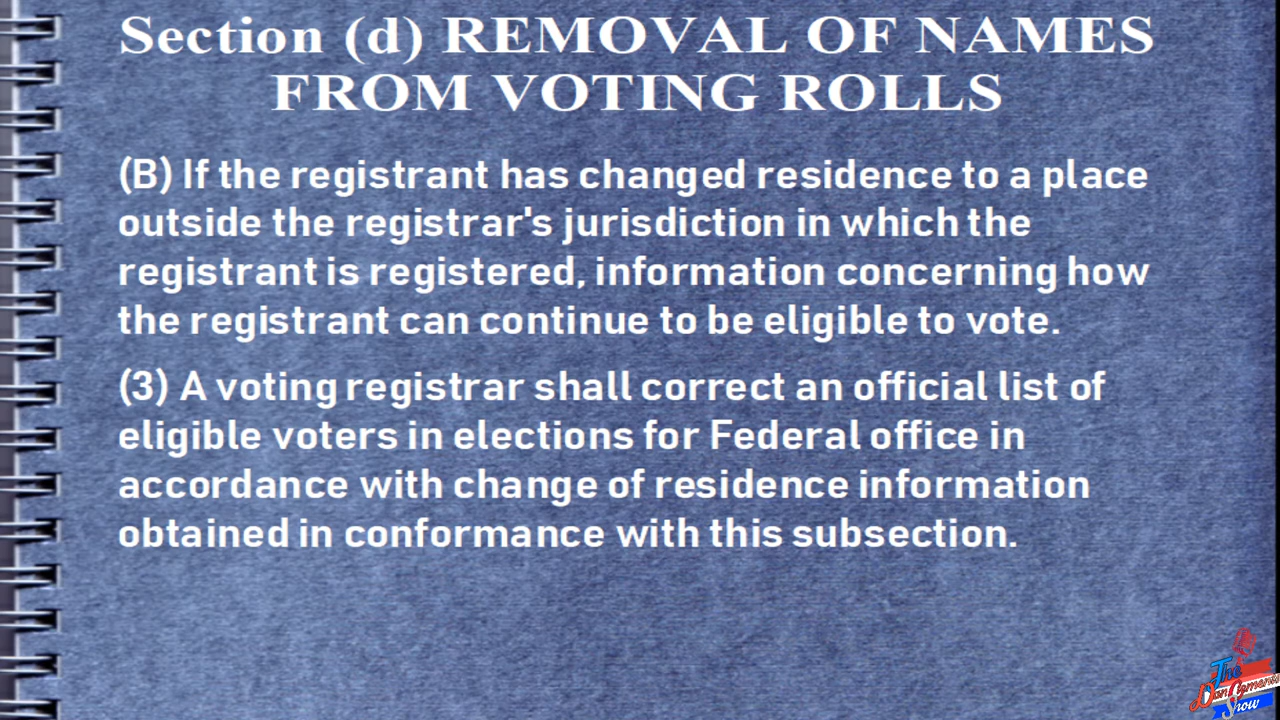 Section (d) REMOVAL OF NAMES
FROM VOTING ROLLS
(B) If the registrant has changed residence to a place
outside the registrar's jurisdiction in which the
registrant is registered, information concerning how
the registrant can continue to be eligible to vote.
(3) A voting registrar shall correct an official list of
eligible voters in elections for Federal office in
accordance with change of residence information
obtained in conformance with this subsection.
The
Dan
Show